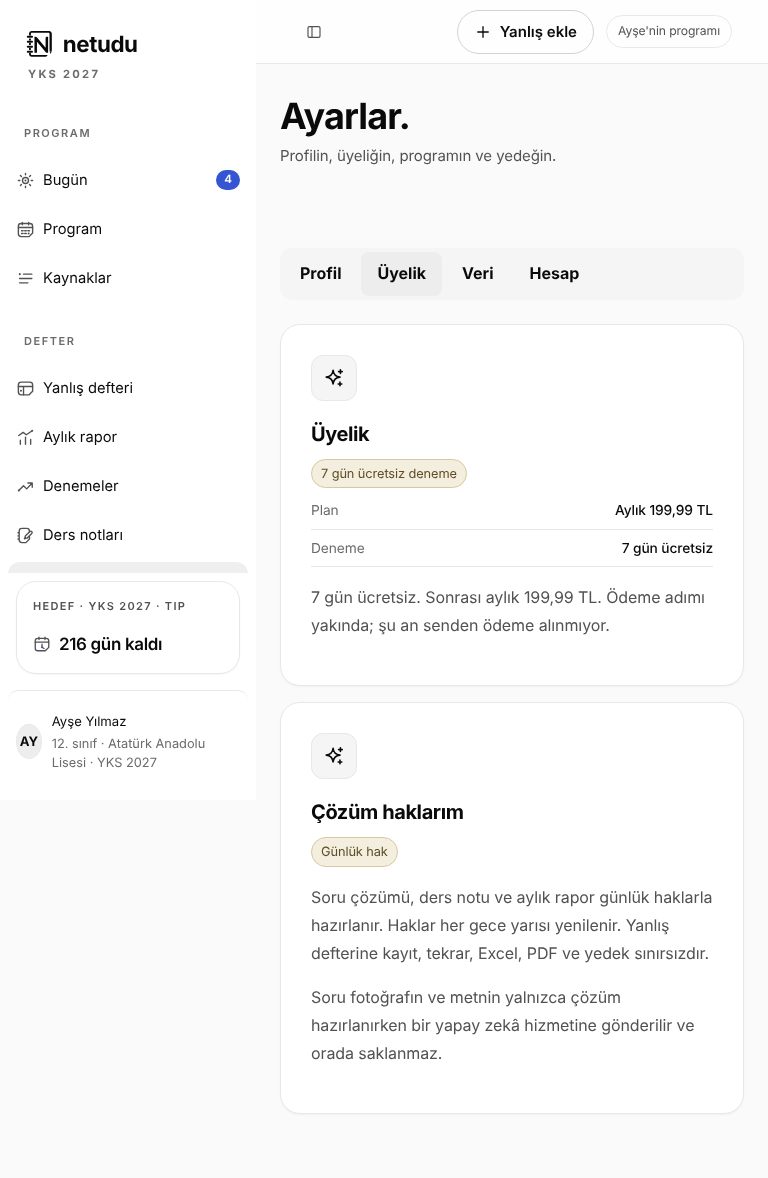 netudu
YKS 2027
PROGRAM
Bugün
4
Program
Kaynaklar
DEFTER
Yanlış defteri
Aylık rapor
Denemeler
Ders notları
HEDEF · YKS 2027 · TIP
216 gün kaldı
AY
Ayşe Yılmaz
12. sınıf · Atatürk Anadolu
Lisesi · YKS 2027
Yanlış ekle
Ayşe'nin programı
Ayarlar.
Profilin, üyeliğin, programın ve yedeğin.
Profil
Üyelik
Veri
Hesap
Üyelik
7 gün ücretsiz deneme
Plan
Aylık 199,99 TL
Deneme
7 gün ücretsiz
7 gün ücretsiz. Sonrası aylık 199,99 TL. Ödeme adımı
yakında; şu an senden ödeme alınmıyor.
Çözüm haklarım
Günlük hak
Soru çözümü, ders notu ve aylık rapor günlük haklarla
hazırlanır. Haklar her gece yarısı yenilenir. Yanlış
defterine kayıt, tekrar, Excel, PDF ve yedek sınırsızdır.
Soru fotoğrafın ve metnin yalnızca çözüm
hazırlanırken bir yapay zekâ hizmetine gönderilir ve
orada saklanmaz.